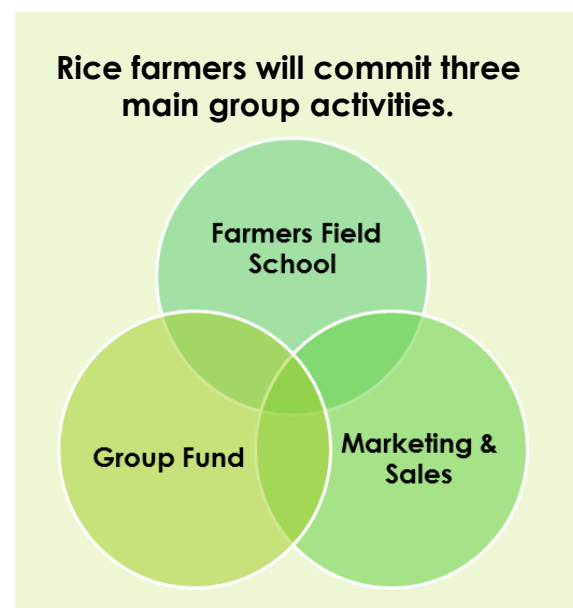 Rice farmers will commit three
main group activities.
Farmers Field
School
Group Fund
Marketing &
Sales